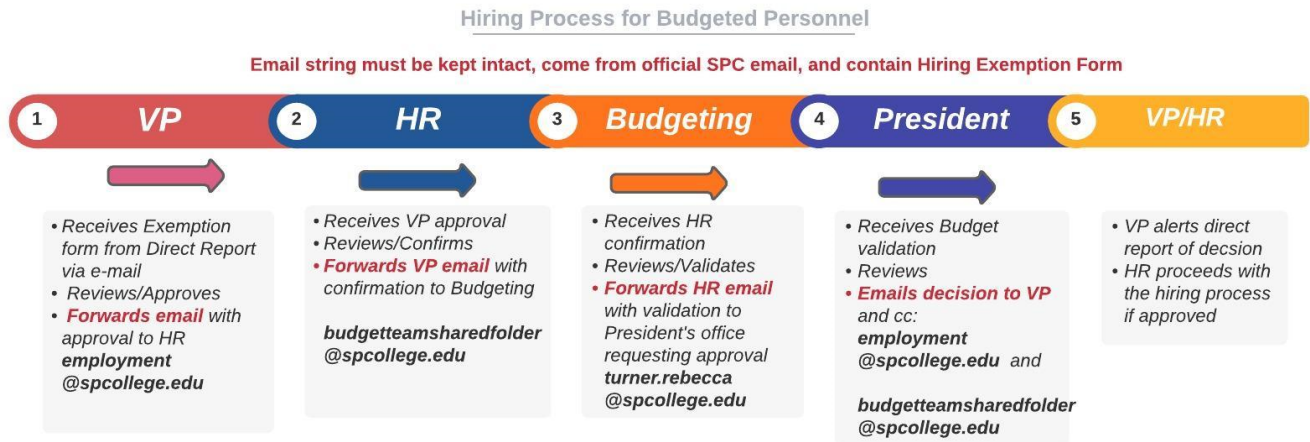 Hiring Process for Budgeted Personnel
Email string must be kept intact, come from official SPC email, and contain Hiring Exemption Form
1 VP
2 HR
3 Budgeting
4 President
5 VP/HR
• Receives Exemption
form from Direct Report
via e-mail
• Reviews/Approves
• Forwards email with
approval to HR
employment
@spcollege.edu
• Receives VP approval
• Reviews/Confirms
• Forwards VP email with
confirmation to Budgeting
budgetteamsharedfolder
@spcollege.edu
• Receives HR
confirmation
• Reviews/Validates
• Forwards HR email
with validation to
President's office
requesting approval
turner.rebecca
@spcollege.edu
• Receives Budget
validation
• Reviews
• Emails decision to VP
and cc:
employment
@spcollege.edu and
budgetteamsharedfolder
@spcollege.edu
• VP alerts direct
report of decsion
• HR proceeds with
the hiring process
if approved